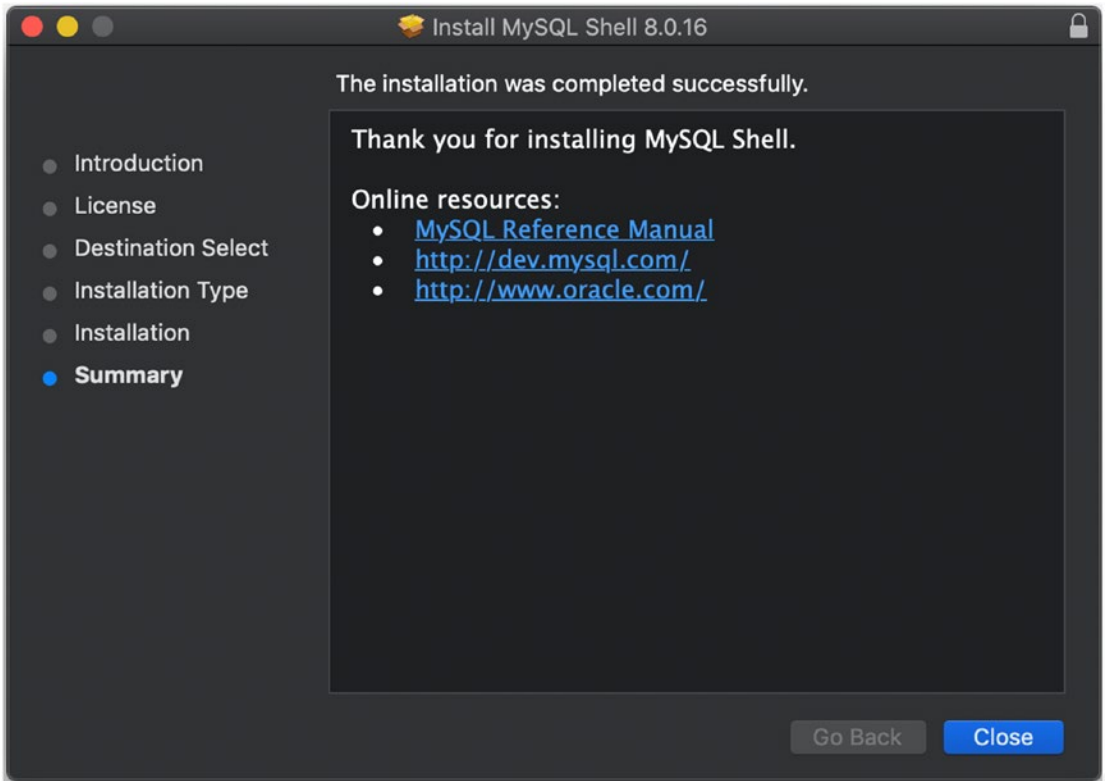 Install MySQL Shell 8.0.16
The installation was completed successfully.
Introduction
License
Destination Select
Installation Type
Installation
Summary
Thank you for installing MySQL Shell.
Online resources:
• MySQL Reference Manual
• http://dev.mysql.com/
• http://www.oracle.com/
Go Back
Close